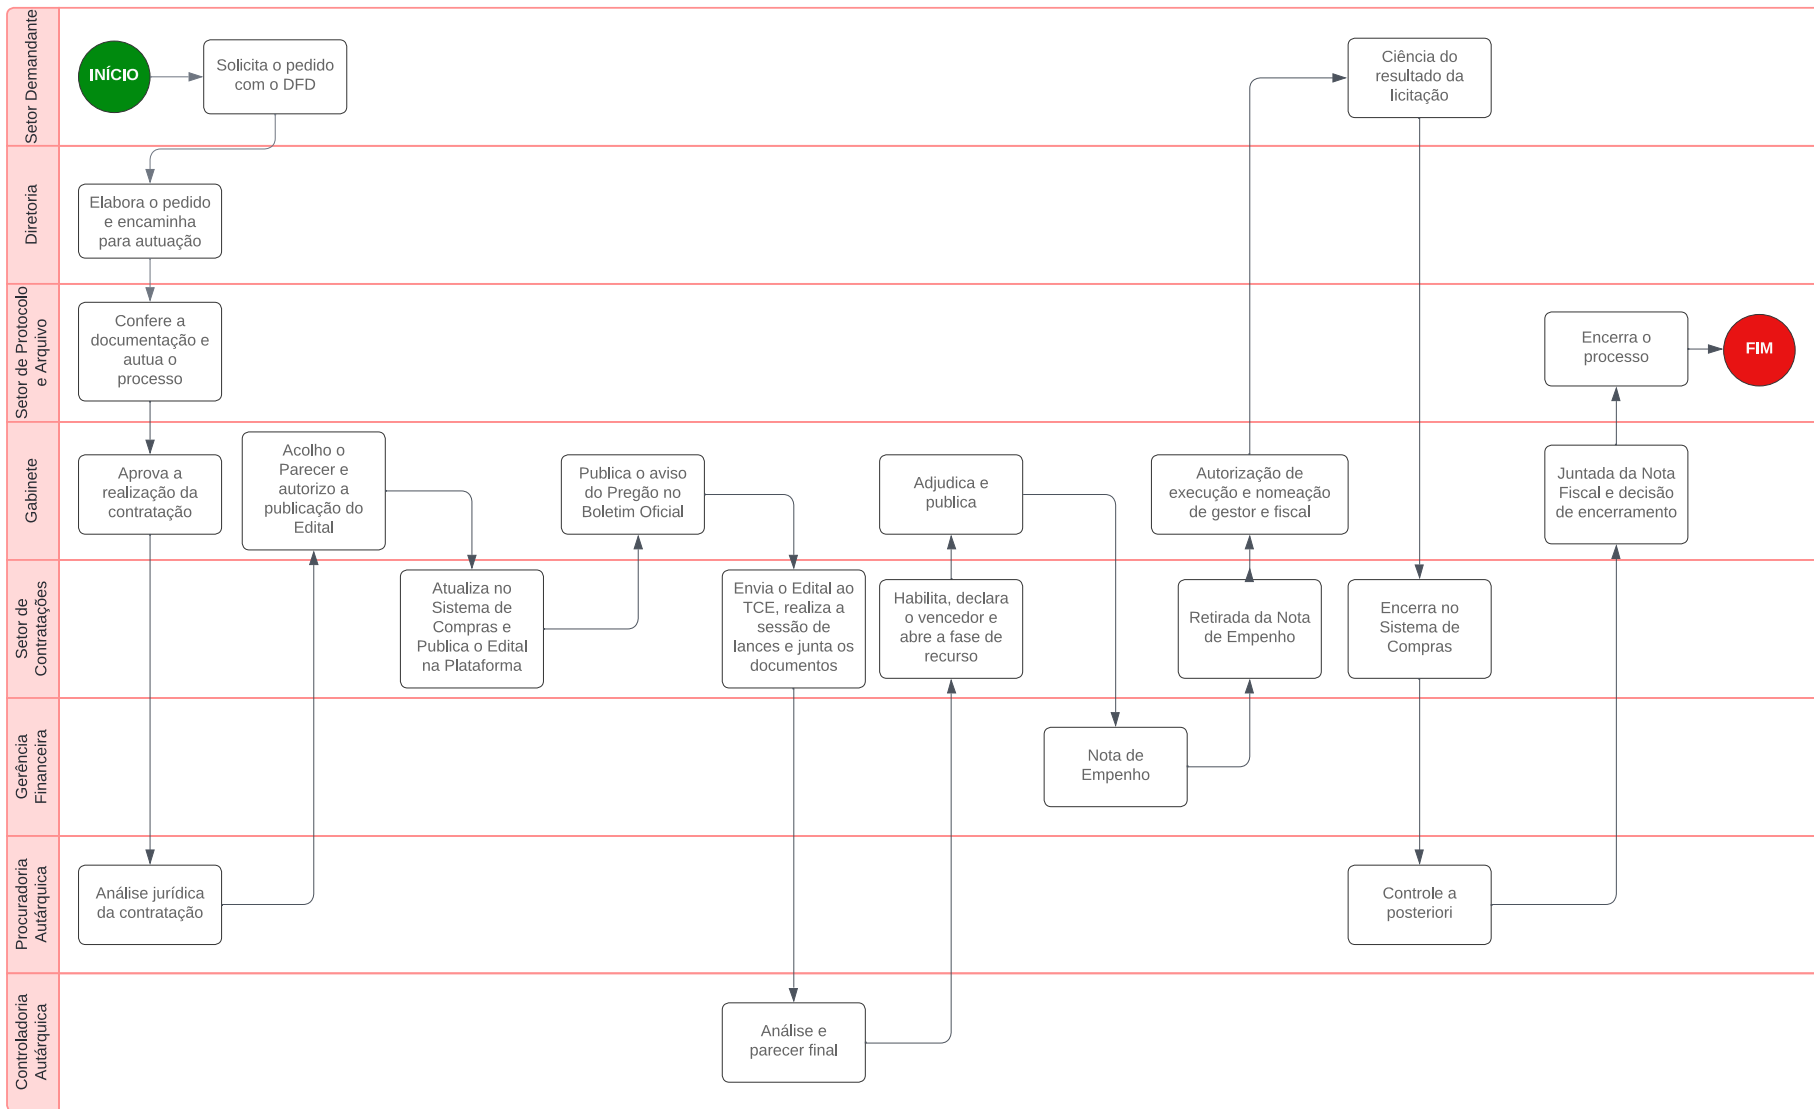 Setor Demandante
INÍCIO
Solicita o pedido
com o DFD
Ciência do
resultado da
licitação
Diretoria
Elabora o pedido
e encaminha
para autuação
Setor de Protocolo
e Arquivo
Confere a
documentação e
autua o
processo
Encerra o
processo
FIM
Gabinete
Aprova a
realização da
contratação
Acolho o
Parecer e
autorizo a
publicação do
Edital
Publica o aviso
do Pregão no
Boletim Oficial
Adjudica e
publica
Autorização de
execução e nomeação
de gestor e fiscal
Juntada da Nota
Fiscal e decisão
de encerramento
Setor de
Contratações
Atualiza no
Sistema de
Compras e
Publica o Edital
na Plataforma
Envia o Edital ao
TCE, realiza a
sessão de
lances e junta os
documentos
Habilita, declara
o vencedor e
abre a fase de
recurso
Retirada da Nota
de Empenho
Encerra no
Sistema de
Compras
Gerência
Financeira
Nota de
Empenho
Procuradoria
Autárquica
Análise jurídica
da contratação
Controle a
posteriori
Controladoria
Autárquica
Análise e
parecer final